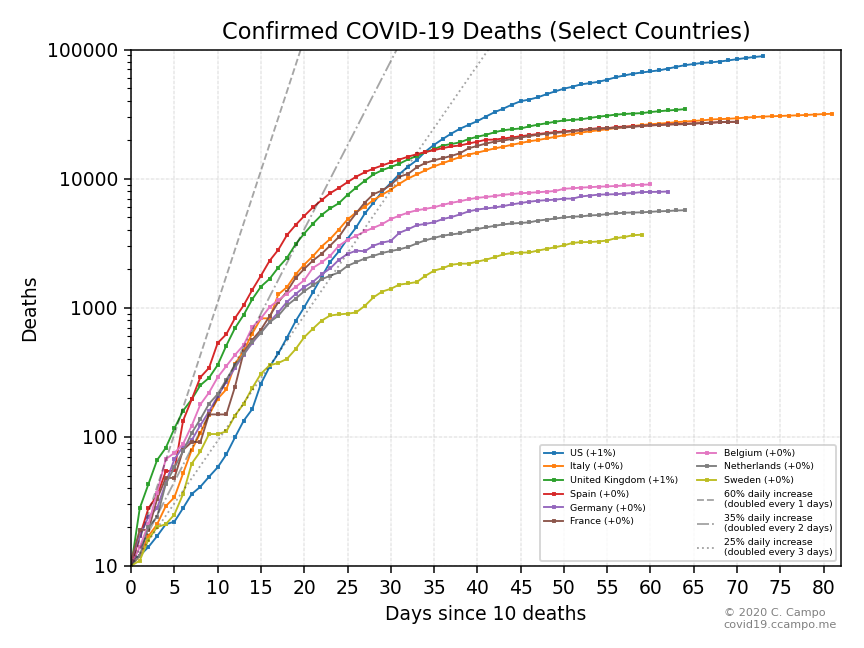 Confirmed COVID-19 Deaths (Select Countries)
100000
10000
1000
100
10
Deaths
0 5 10 15 20 25 30 35 40 45 50 55 60 65 70 75 80
Days since 10 deaths
US (+1%)
Italy (+0%)
United Kingdom (+1%)
Spain (+0%)
Germany (+0%)
France (+0%)
Belgium (+0%)
Netherlands (+0%)
Sweden (+0%)
60% daily increase
(doubled every 1 days)
35% daily increase
(doubled every 2 days)
25% daily increase
(doubled every 3 days)
© 2020 C. Campo
covid19.ccampo.me